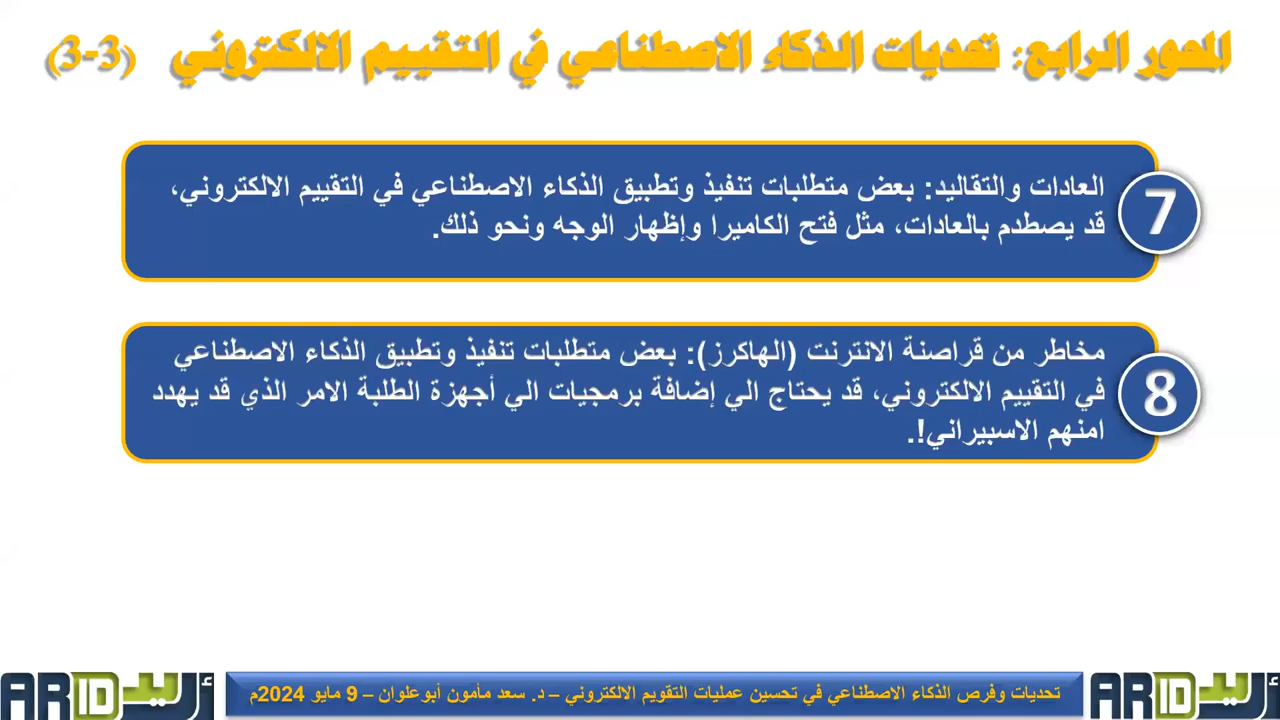 المحور الرابع: تحديات الذكاء الاصطناعي في التقييم الالكتروني (3-3)
7
العادات والتقاليد: بعض متطلبات تنفيذ وتطبيق الذكاء الاصطناعي في التقييم الالكتروني،
قد يصطدم بالعادات، مثل فتح الكاميرا وإظهار الوجه ونحو ذلك.
8
مخاطر من قراصنة الانترنت (الهاكرز): بعض متطلبات تنفيذ وتطبيق الذكاء الاصطناعي
في التقييم الالكتروني، قد يحتاج الي إضافة برمجيات الي أجهزة الطلبة الامر الذي قد يهدد
امنهم الاسبيراني!.
أريد ARID
تحديات وفرص الذكاء الاصطناعي في تحسين عمليات التقويم الالكتروني – د. سعد مأمون أبوعلوان – 9 مايو 2024م
أريد ARID